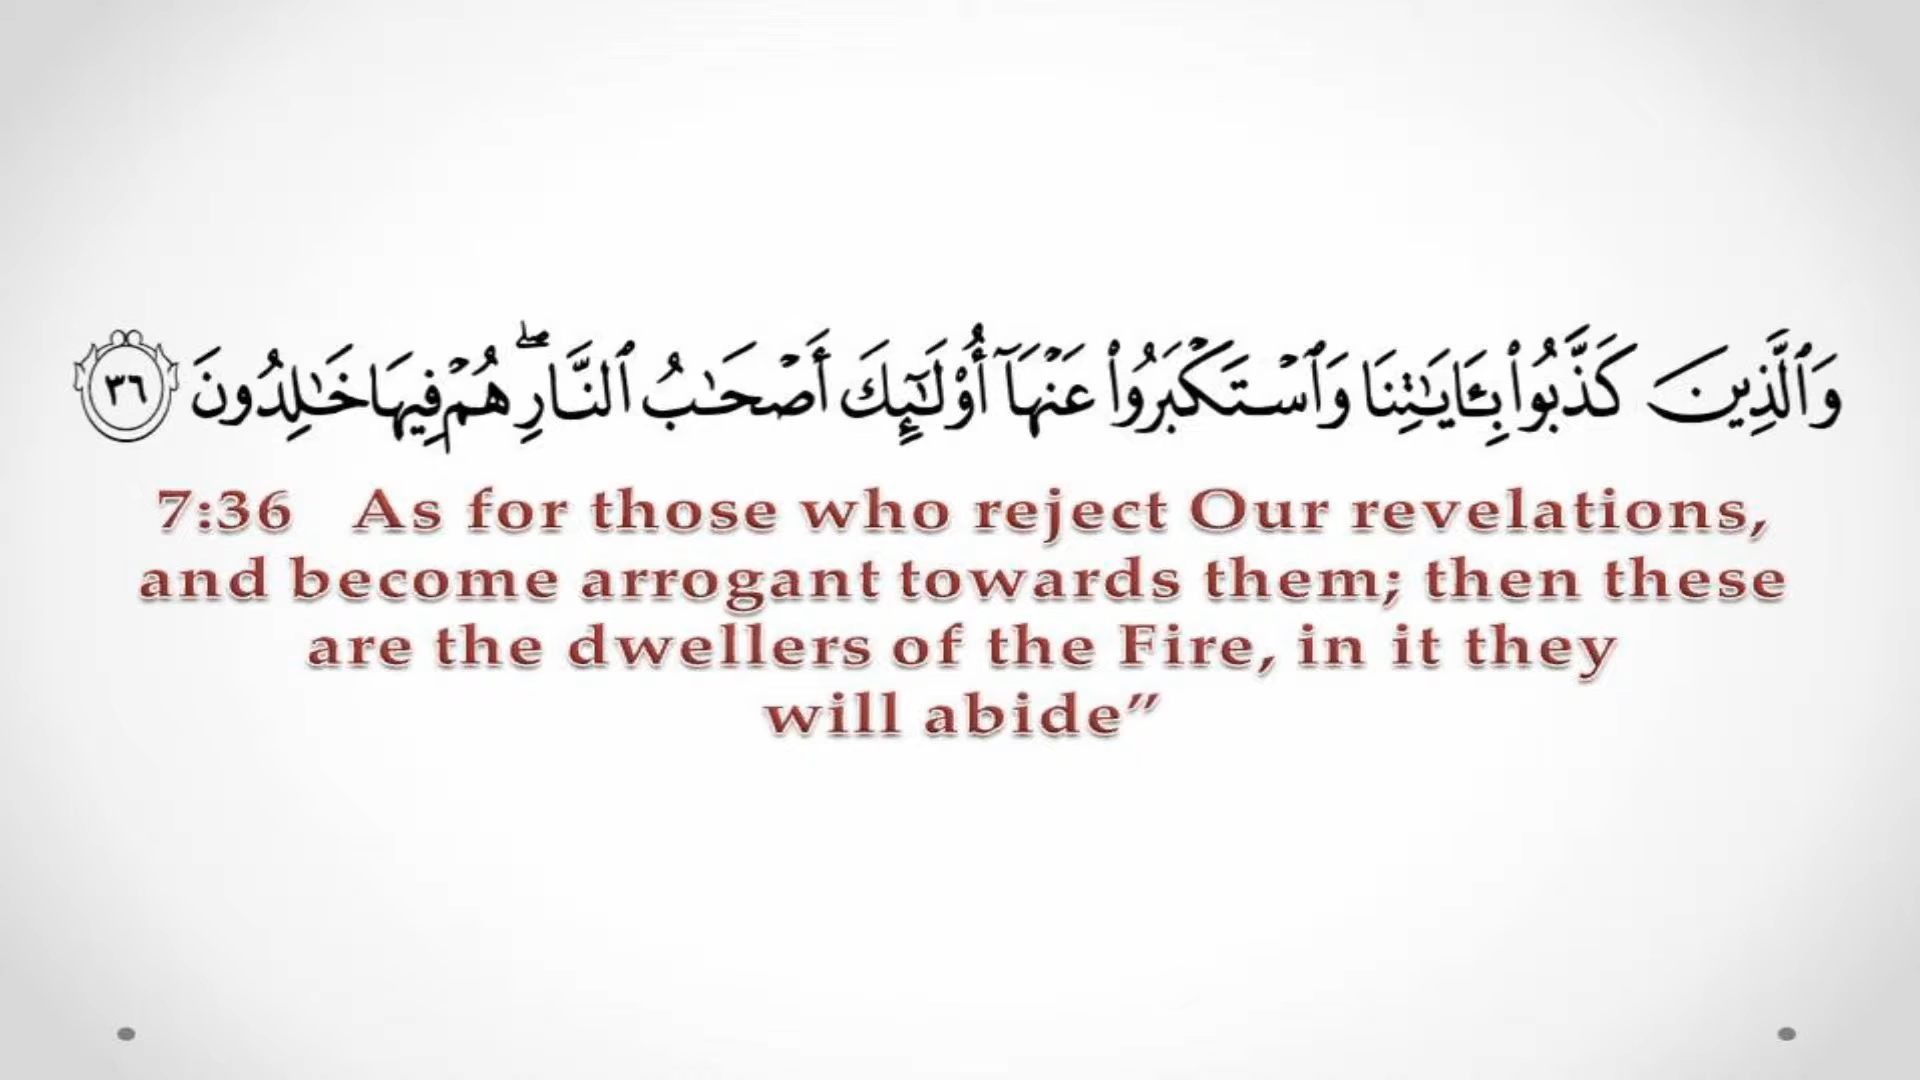 وَٱلَّذِينَ كَذَّبُوا۟ بِـَٔايَـٰتِنَا وَٱسْتَكْبَرُوا۟ عَنْهَآ أُو۟لَـٰٓئِكَ أَصْحَـٰبُ ٱلنَّارِ ۖ هُمْ فِيهَا خَـٰلِدُونَ ٣٦
7:36 As for those who reject Our revelations,
and become arrogant towards them; then these
are the dwellers of the Fire, in it they
will abide”